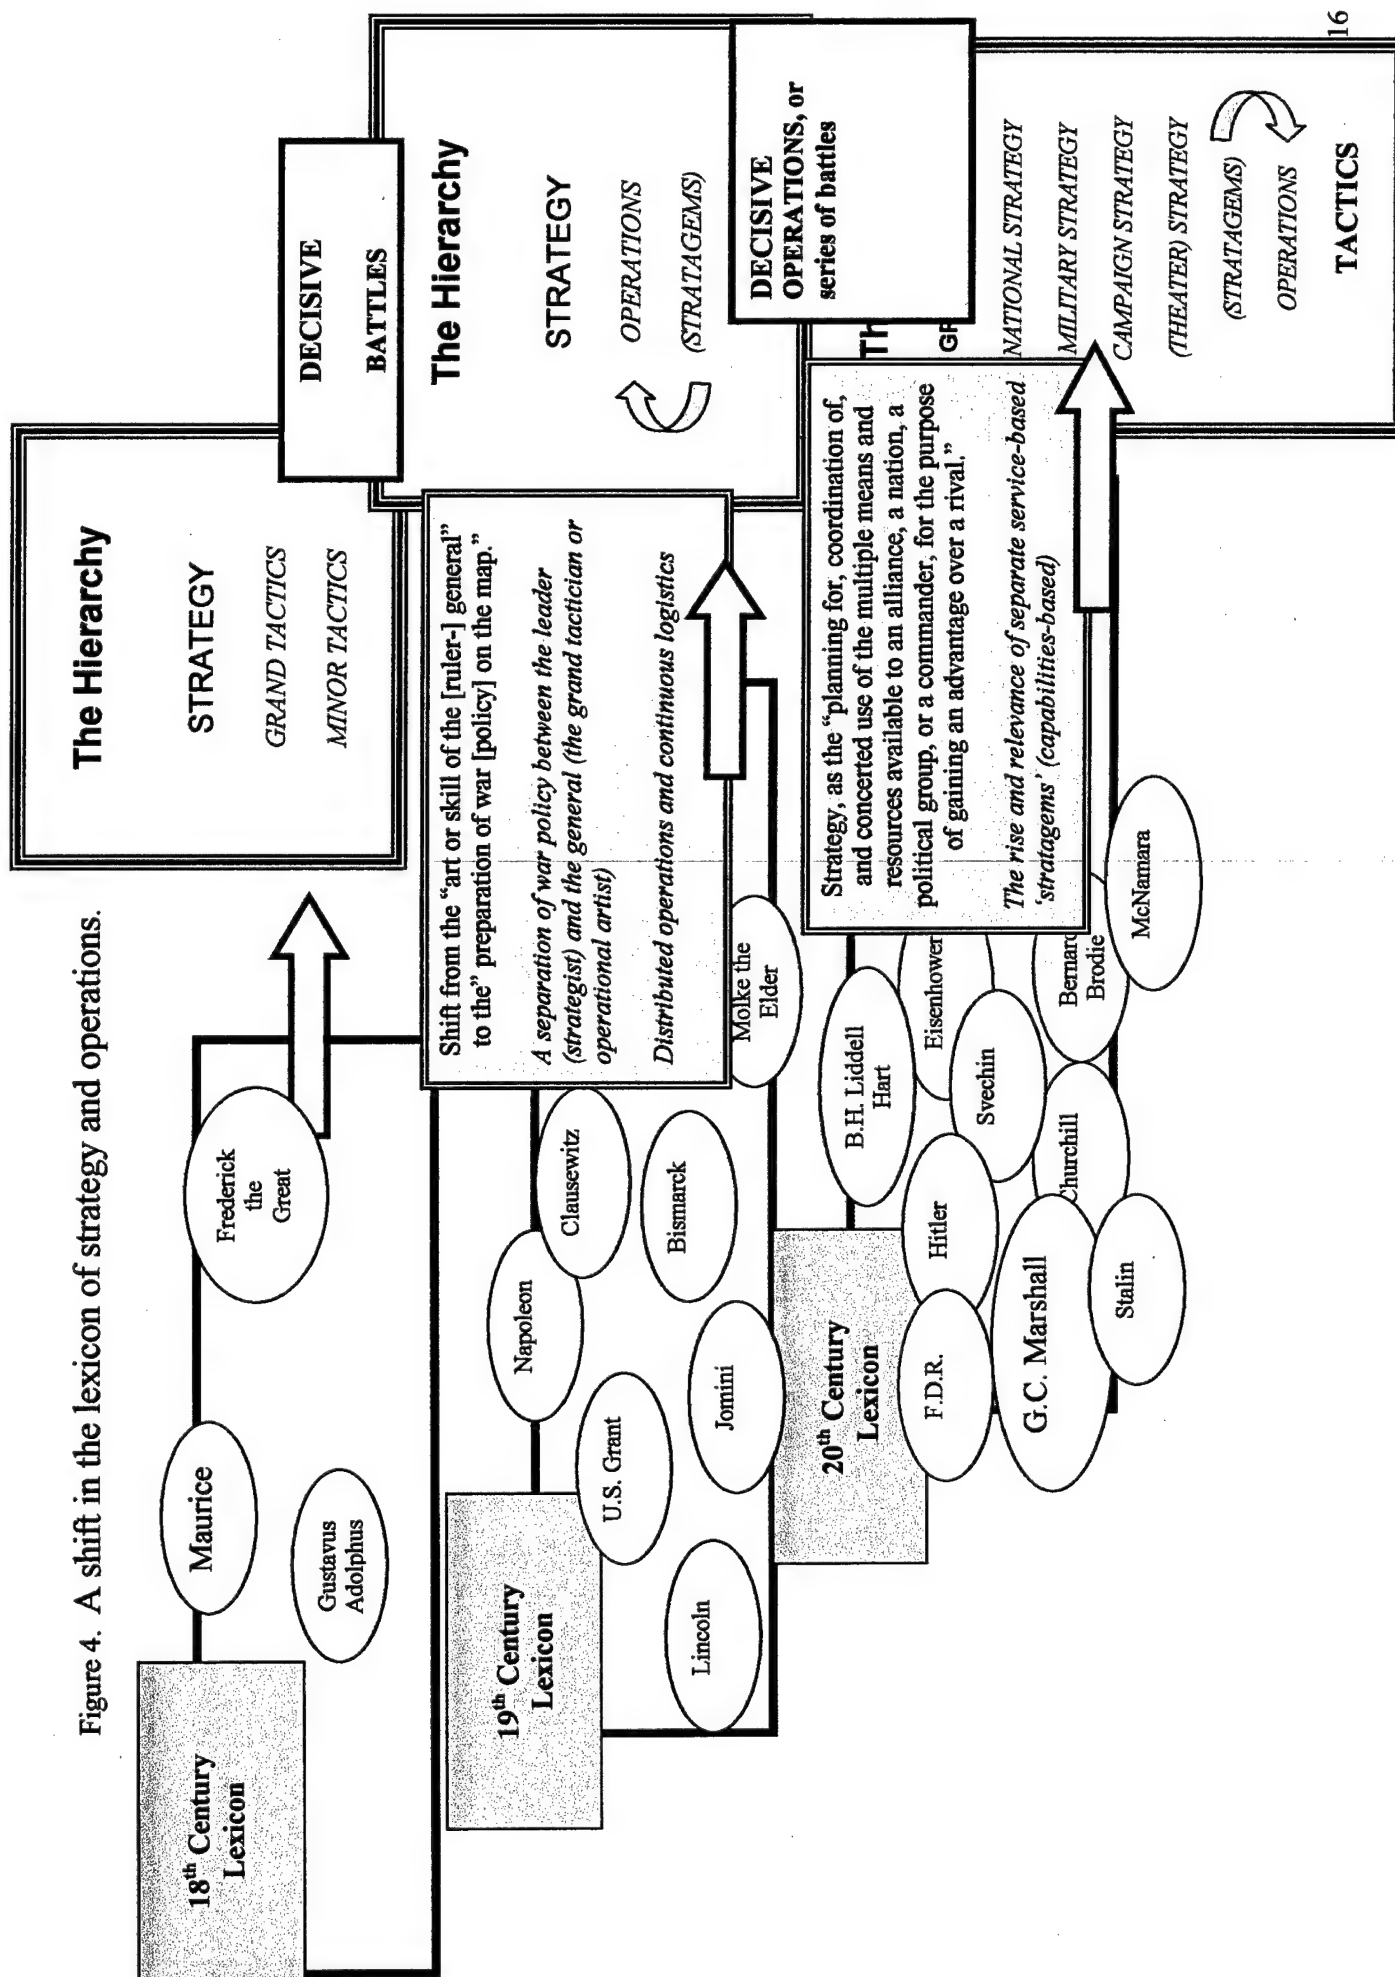 Figure 4. A shift in the lexicon of strategy and operations.
18th Century
Lexicon
Maurice
Gustavus
Adolphus
Frederick
the
Great
The Hierarchy
STRATEGY
GRAND TACTICS
MINOR TACTICS
DECISIVE
BATTLES
19th Century
Lexicon
Lincoln
U.S. Grant
Jomini
Napoleon
Clausewitz
Bismarck
Molke the
Elder
Shift from the “art or skill of the [ruler-] general”
to the” preparation of war [policy] on the map.”
A separation of war policy between the leader
(strategist) and the general (the grand tactician or
operational artist)
Distributed operations and continuous logistics
The Hierarchy
STRATEGY
OPERATIONS
(STRATAGEMS)
DECISIVE
OPERATIONS, or
series of battles
20th Century
Lexicon
F.D.R.
G.C. Marshall
Stalin
Hitler
Churchill
B.H. Liddell
Hart
Svechin
Eisenhower
Bernard
Brodie
McNamara
Strategy, as the “planning for, coordination of,
and concerted use of the multiple means and
resources available to an alliance, a nation, a
political group, or a commander, for the purpose
of gaining an advantage over a rival.”
The rise and relevance of separate service-based
‘stratagems’ (capabilities-based)
Th
GR
NATIONAL STRATEGY
MILITARY STRATEGY
CAMPAIGN STRATEGY
(THEATER) STRATEGY
(STRATAGEMS)
OPERATIONS
TACTICS
16